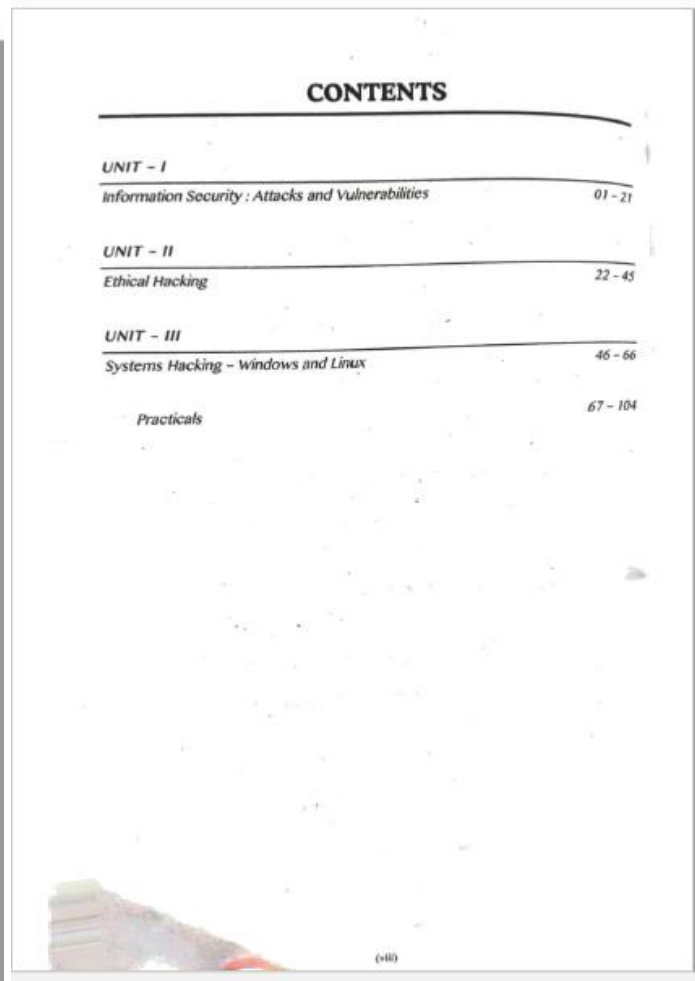 CONTENTS
UNIT – I
Information Security : Attacks and Vulnerabilities 01 – 21
UNIT – II
Ethical Hacking 22 – 45
UNIT – III
Systems Hacking – Windows and Linux 46 – 66
Practicals 67 – 104
(viii)